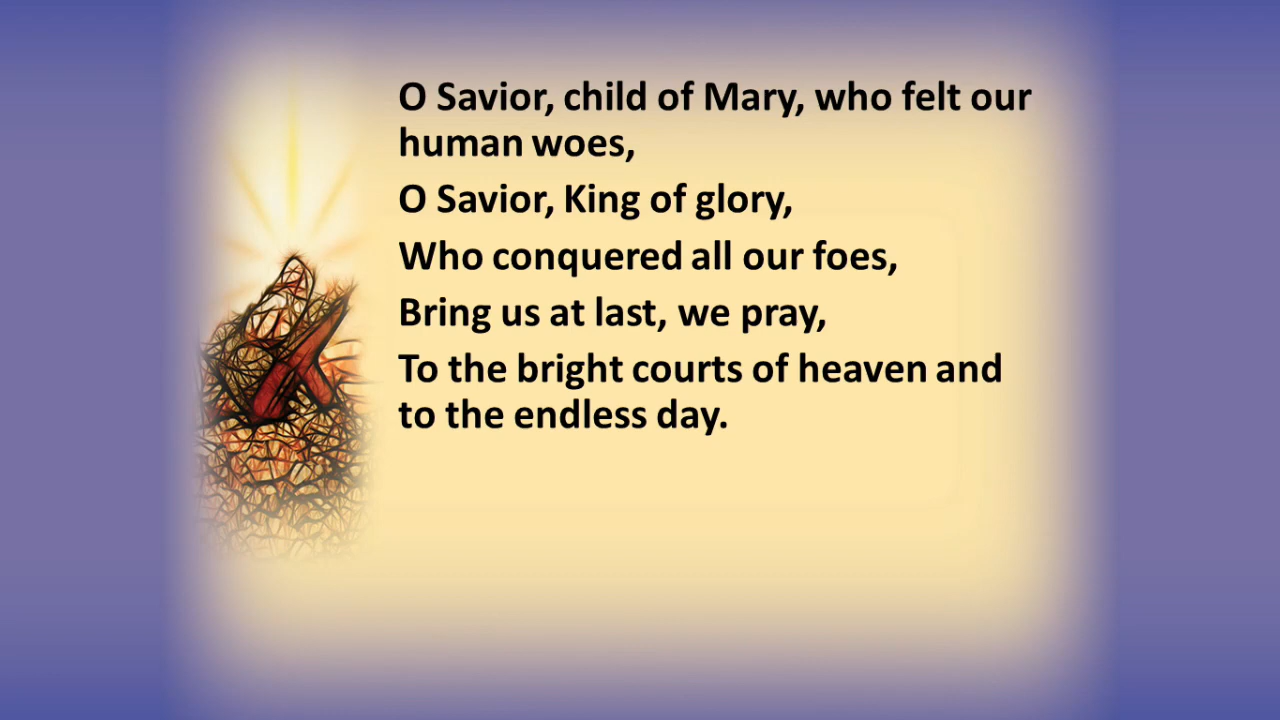 O Savior, child of Mary, who felt our
human woes,
O Savior, King of glory,
Who conquered all our foes,
Bring us at last, we pray,
To the bright courts of heaven and
to the endless day.